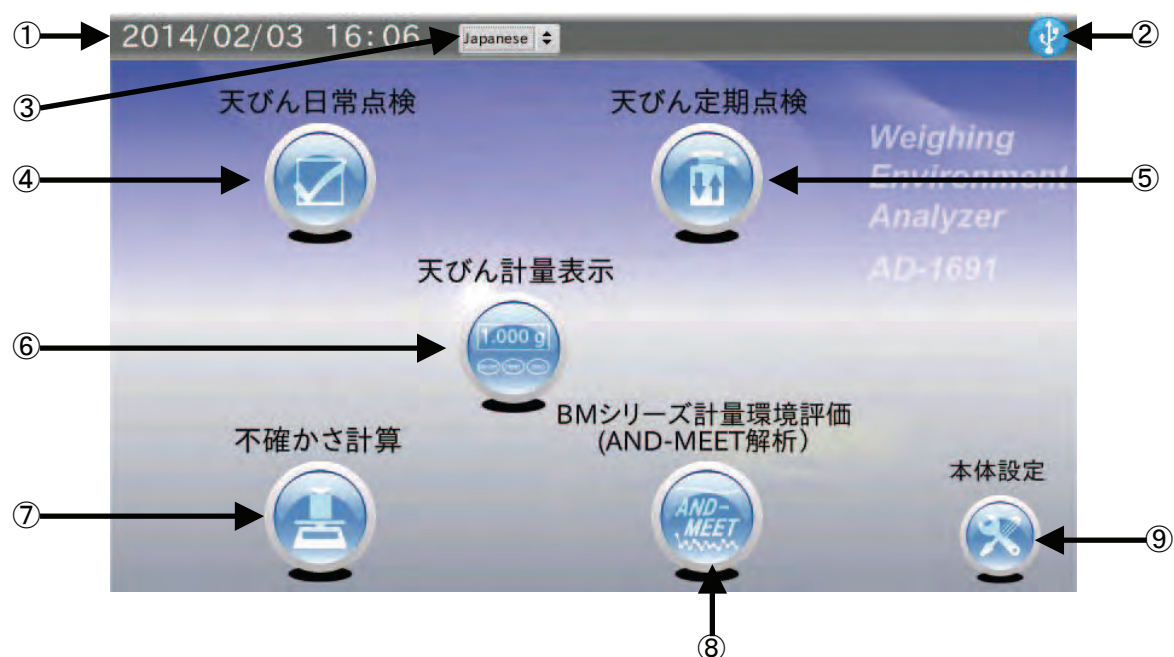 ① 2014/02/03 16:06 Japanese ②
③
天びん日常点検 天びん定期点検
Weighing
Environment
Analyzer
AD-1691
④ ⑤
天びん計量表示
⑥ 1.000 g
不確かさ計算
BMシリーズ計量環境評価
(AND-MEET解析)
本体設定
⑦ AND-
MEET
⑨
⑧